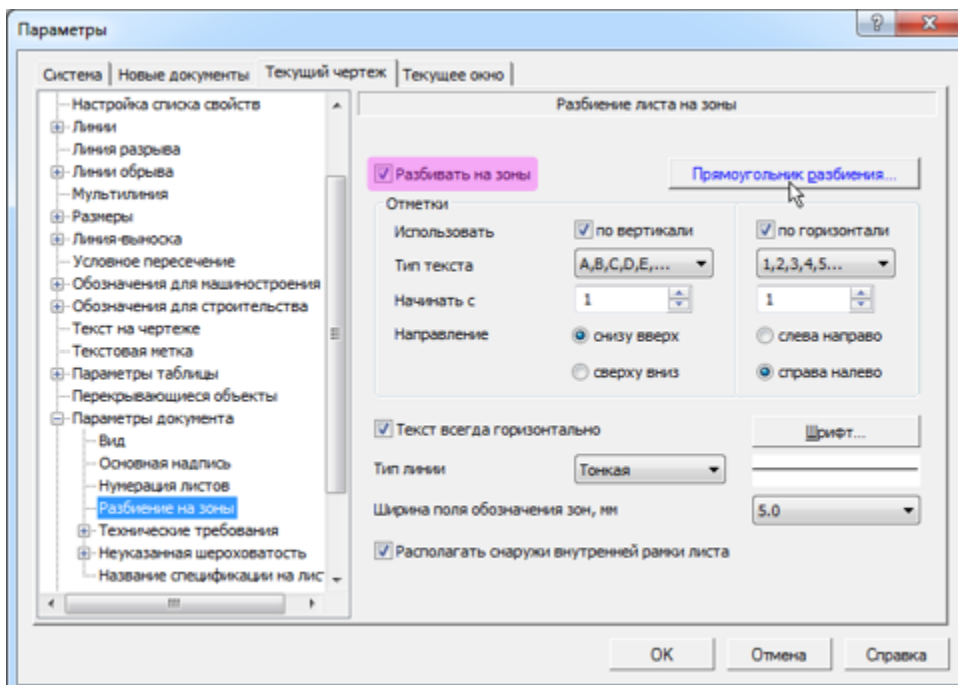 Параметры
Система Новые документы Текущий чертеж Текущее окно
Настройка списка свойств
Линии
Линия разрыва
Линии обрыва
Мультилиния
Размеры
Линия-выноска
Условное пересечение
Обозначения для машиностроения
Обозначения для строительства
Текст на чертеже
Текстовая метка
Параметры таблицы
Перекрывающиеся объекты
Параметры документа
Вид
Основная надпись
Нумерация листов
Разбиение на зоны
Технические требования
Неуказанная шероховатость
Название спецификации на лис
Разбиение листа на зоны
Разбивать на зоны Прямоугольник разбиения...
Отметки
Использовать по вертикали по горизонтали
Тип текста A,B,C,D,E,... 1,2,3,4,5...
Начинать с 1 1
Направление снизу вверх слева направо
сверху вниз справа налево
Текст всегда горизонтально Шрифт...
Тип линии Тонкая
Ширина поля обозначения зон, мм 5.0
Располагать снаружи внутренней рамки листа
OK Отмена Справка